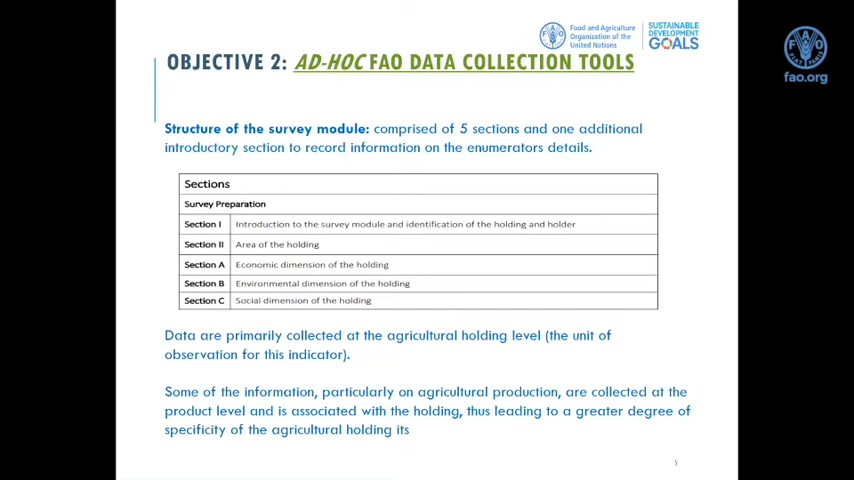 Food and Agriculture
Organization of the
United Nations
SUSTAINABLE
DEVELOPMENT
GOALS
FAO
FIAT PANIS
fao.org
OBJECTIVE 2: AD-HOC FAO DATA COLLECTION TOOLS
Structure of the survey module: comprised of 5 sections and one additional
introductory section to record information on the enumerators details.
Sections
Survey Preparation
Section I Introduction to the survey module and identification of the holding and holder
Section II Area of the holding
Section A Economic dimension of the holding
Section B Environmental dimension of the holding
Section C Social dimension of the holding
Data are primarily collected at the agricultural holding level (the unit of
observation for this indicator).
Some of the information, particularly on agricultural production, are collected at the
product level and is associated with the holding, thus leading to a greater degree of
specificity of the agricultural holding its
5